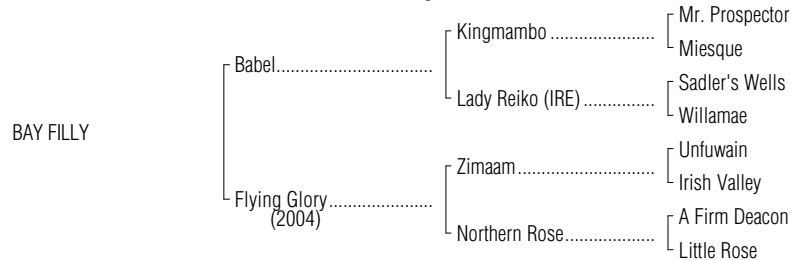 Mr. Prospector
Kingmambo ......................
Miesque
Babel.................................
Sadler's Wells
Lady Reiko (IRE) ...............
Willamae
BAY FILLY
Unfuwain
Zimaam.............................
Irish Valley
Flying Glory......................
(2004)
A Firm Deacon
Northern Rose...................
Little Rose